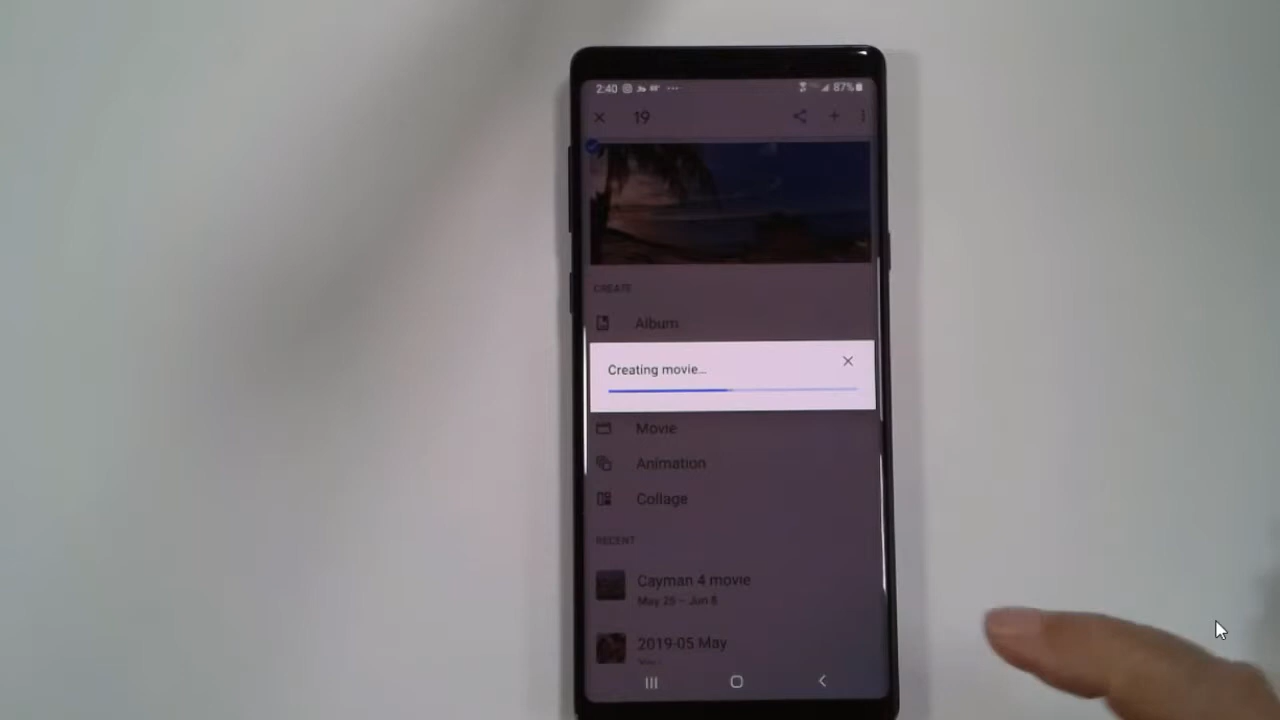 2:40 87%
19
CREATE
Album
Creating movie...
Movie
Animation
Collage
RECENT
Cayman 4 movie
May 25 – Jun 8
2019-05 May